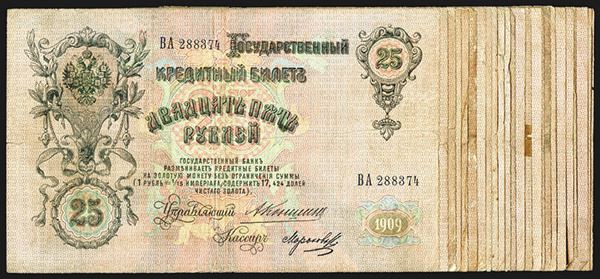 ВА 288374
ГОСУДАРСТВЕННЫЙ
25
КРЕДИТНЫЙ БИЛЕТЪ
ДВАДЦАТЬ ПЯТЬ
РУБЛЕЙ
ГОСУДАРСТВЕННЫЙ БАНКЪ
РАЗМѢНИВАЕТЪ КРЕДИТНЫЕ БИЛЕТЫ
НА ЗОЛОТУЮ МОНЕТУ БЕЗЪ ОГРАНИЧЕНІЯ СУММЫ
(1 РУБЛЬ = 1/15 ИМПЕРІАЛА, СОДЕРЖИТЪ 17,424 ДОЛЕЙ
ЧИСТАГО ЗОЛОТА).
ВА 288374
25
Управляющій
1909
Кассиръ